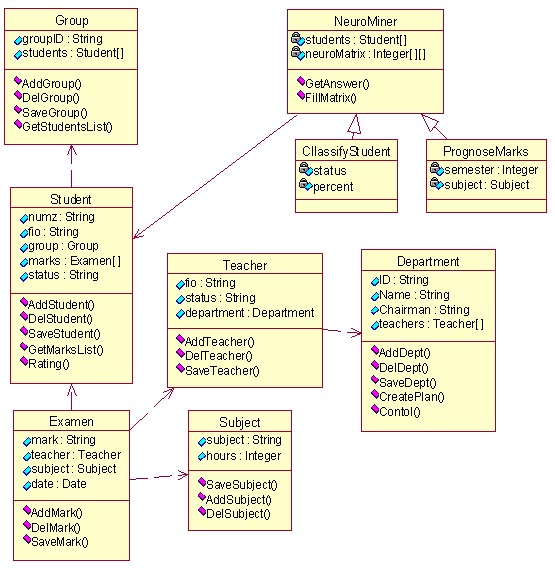 Group
groupID : String
students : Student[]
AddGroup()
DelGroup()
SaveGroup()
GetStudentsList()
NeuroMiner
students : Student[]
neuroMatrix : Integer[][]
GetAnswer()
FillMatrix()
CllassifyStudent
status
percent
PrognoseMarks
semester : Integer
subject : Subject
Student
numz : String
fio : String
group : Group
marks : Examen[]
status : String
AddStudent()
DelStudent()
SaveStudent()
GetMarksList()
Rating()
Teacher
fio : String
status : String
department : Department
AddTeacher()
DelTeacher()
SaveTeacher()
Department
ID : String
Name : String
Chairman : String
teachers : Teacher[]
AddDept()
DelDept()
SaveDept()
CreatePlan()
Contol()
Examen
mark : String
teacher : Teacher
subject : Subject
date : Date
AddMark()
DelMark()
SaveMark()
Subject
subject : String
hours : Integer
SaveSubject()
AddSubject()
DelSubject()